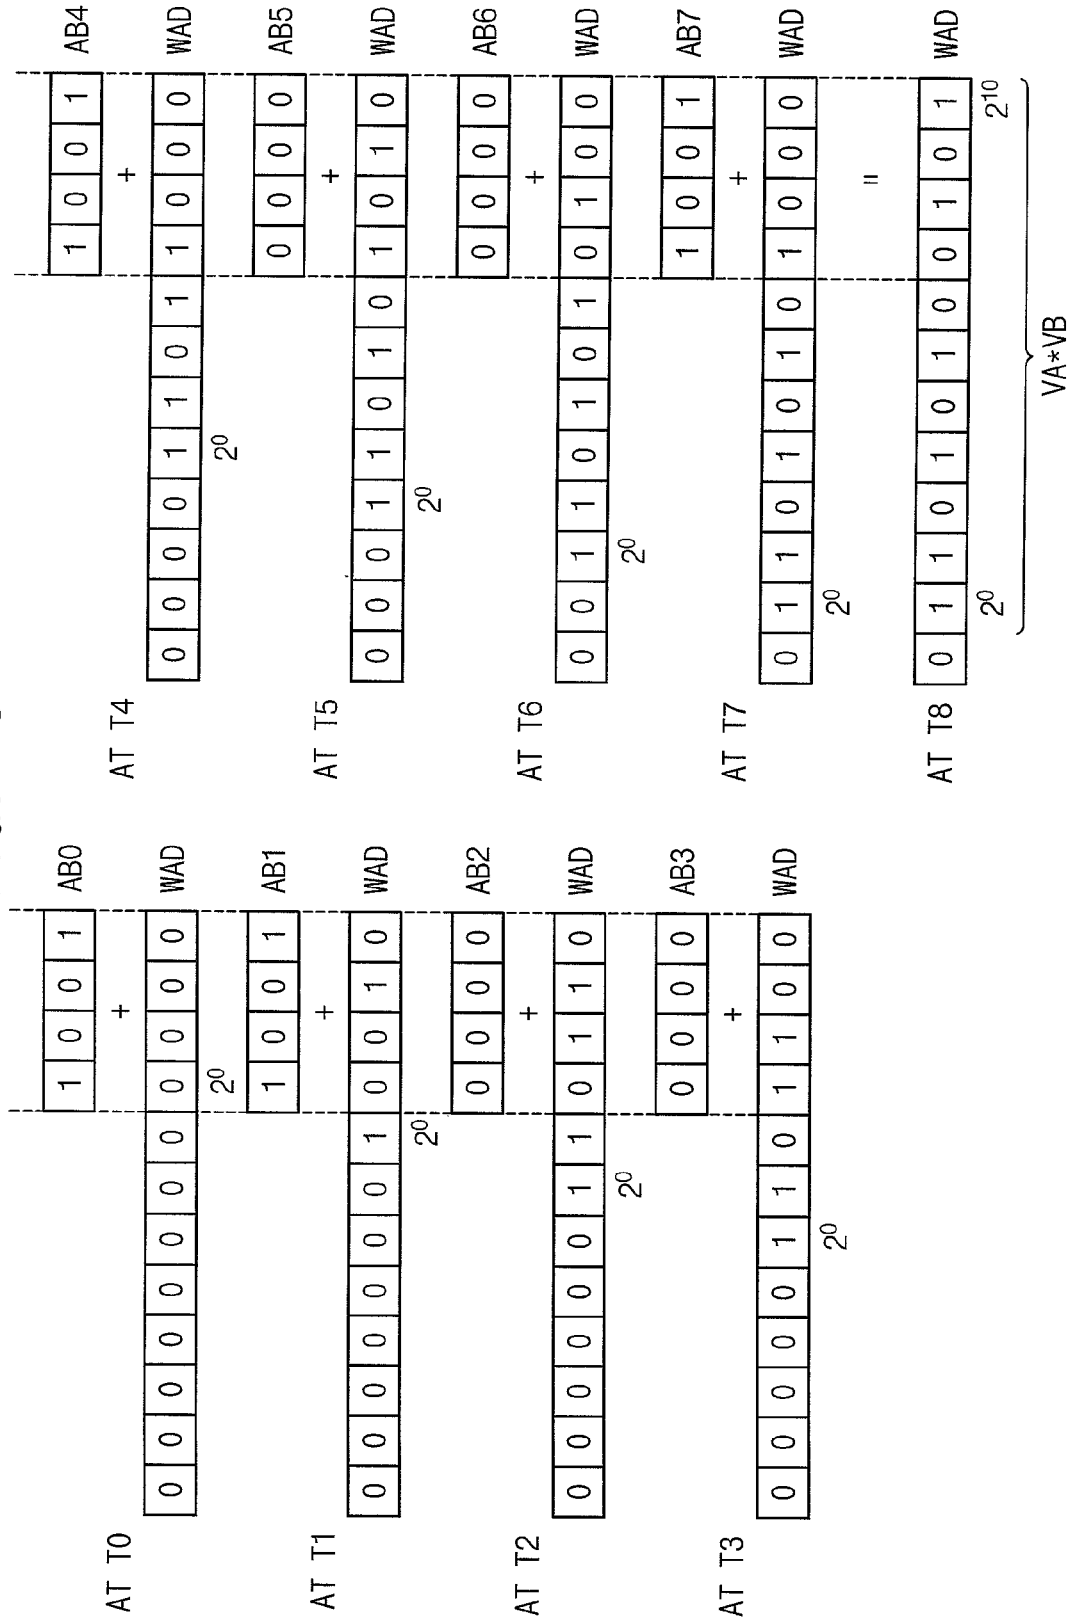 1 0 0 1 AB0
+
AT T0
0 0 0 0 0 0 0 0 0 0 0 0 WAD
2⁰
1 0 0 1 AB1
+
AT T1
0 0 0 0 0 0 0 1 0 0 1 0 WAD
2⁰
0 0 0 0 AB2
+
AT T2
0 0 0 0 0 0 1 1 0 1 1 0 WAD
2⁰
0 0 0 0 AB3
+
AT T3
0 0 0 0 0 1 1 0 1 1 0 0 WAD
2⁰
1 0 0 1 AB4
+
AT T4
0 0 0 0 1 1 0 1 1 0 0 0 WAD
2⁰
0 0 0 0 AB5
+
AT T5
0 0 0 1 1 0 1 0 1 0 1 0 WAD
2⁰
0 0 0 0 AB6
+
AT T6
0 0 1 1 0 1 0 1 0 1 0 0 WAD
2⁰
1 0 0 1 AB7
+
AT T7
0 1 1 0 1 0 1 0 1 0 0 0 WAD
2⁰
=
AT T8
0 1 1 0 1 0 1 0 0 1 0 1 WAD
2⁰ 2¹⁰
VA*VB